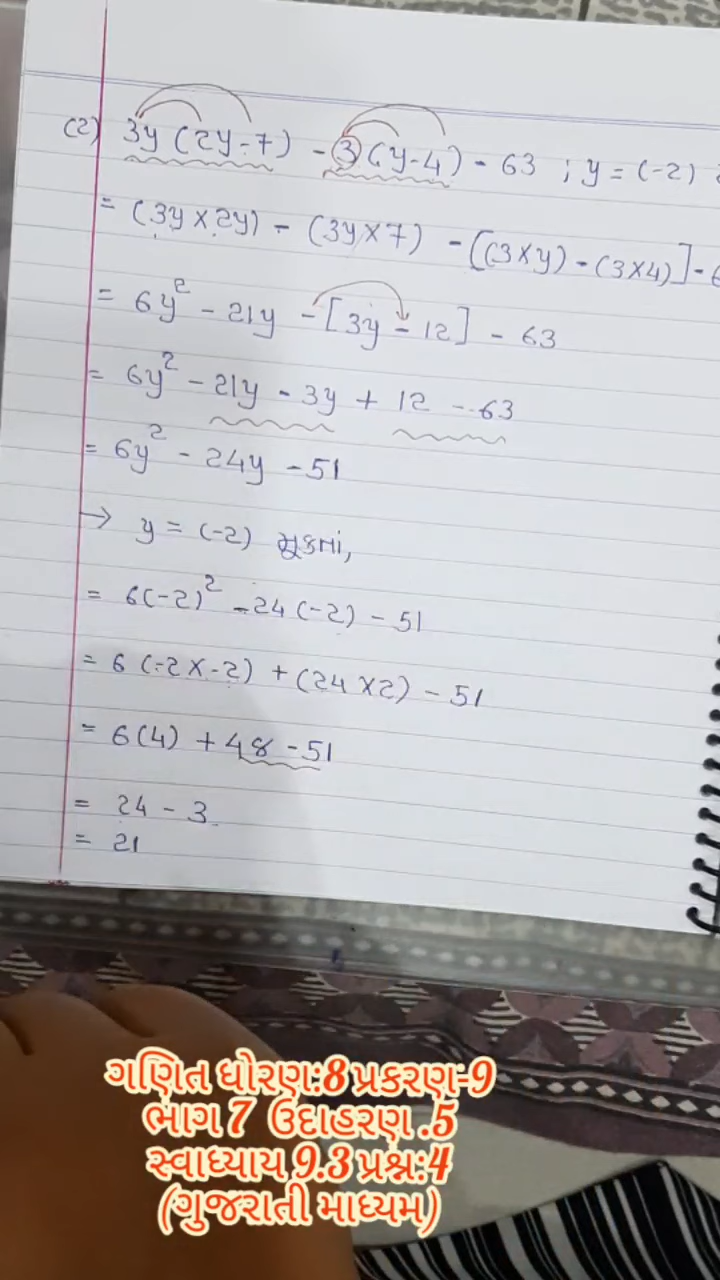 (2) 3y (2y - 7) - 3 (y - 4) - 63 ; y = (-2)
= (3y × 2y) - (3y × 7) - [(3×y) - (3×4)] - 6
= 6y² - 21y - [3y - 12] - 63
= 6y² - 21y - 3y + 12 - 63
= 6y² - 24y - 51
→ y = (-2) મૂકતાં,
= 6(-2)² - 24 (-2) - 51
= 6 (-2 × -2) + (24 × 2) - 51
= 6(4) + 48 - 51
= 24 - 3
= 21
ગણિત ધોરણ:8 પ્રકરણ-9
ભાગ 7 ઉદાહરણ .5
સ્વાધ્યાય 9.3 પ્રશ્ન:4
(ગુજરાતી માધ્યમ)